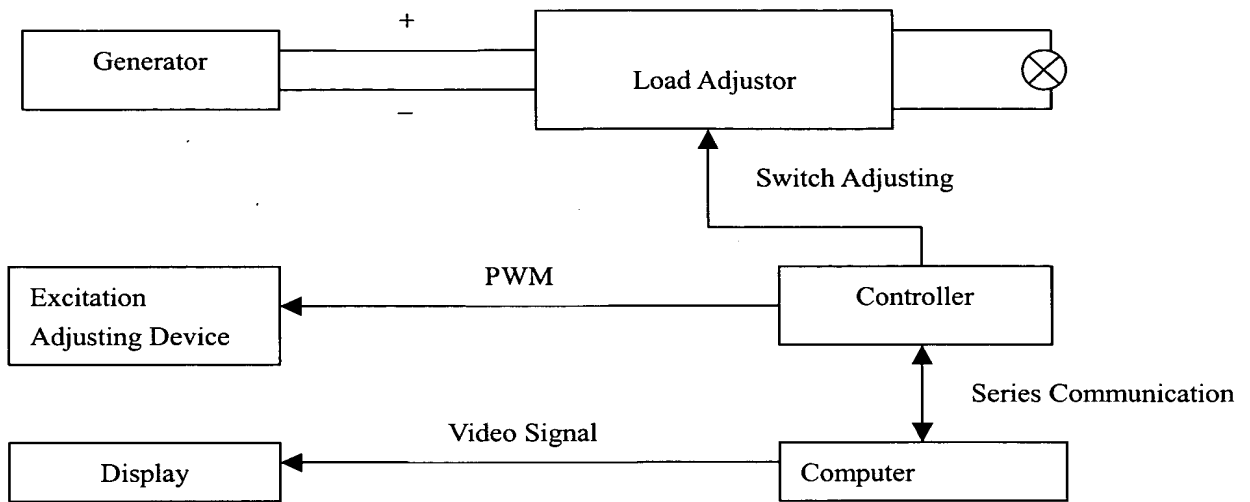 +
Generator
Load Adjustor
−
Switch Adjusting
PWM
Excitation
Adjusting Device
Controller
Series Communication
Video Signal
Display
Computer